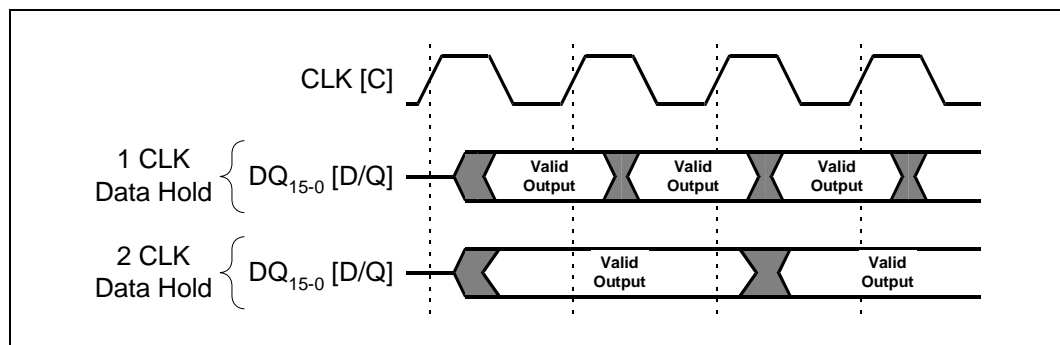 CLK [C]
1 CLK
Data Hold
DQ15-0 [D/Q]
Valid
Output
Valid
Output
Valid
Output
2 CLK
Data Hold
DQ15-0 [D/Q]
Valid
Output
Valid
Output